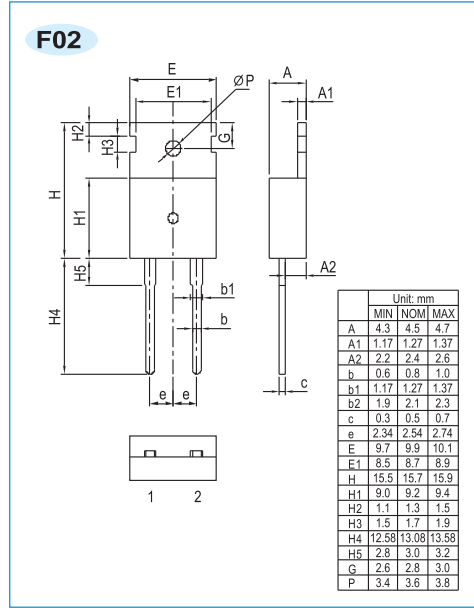 F02
E
E1
ØP
A
A1
H2
H3
G
H
H1
H5
A2
b1
H4
b
e e
c
1 2
Unit: mm
MIN NOM MAX
A 4.3 4.5 4.7
A1 1.17 1.27 1.37
A2 2.2 2.4 2.6
b 0.6 0.8 1.0
b1 1.17 1.27 1.37
b2 1.9 2.1 2.3
c 0.3 0.5 0.7
e 2.34 2.54 2.74
E 9.7 9.9 10.1
E1 8.5 8.7 8.9
H 15.5 15.7 15.9
H1 9.0 9.2 9.4
H2 1.1 1.3 1.5
H3 1.5 1.7 1.9
H4 12.58 13.08 13.58
H5 2.8 3.0 3.2
G 2.6 2.8 3.0
P 3.4 3.6 3.8